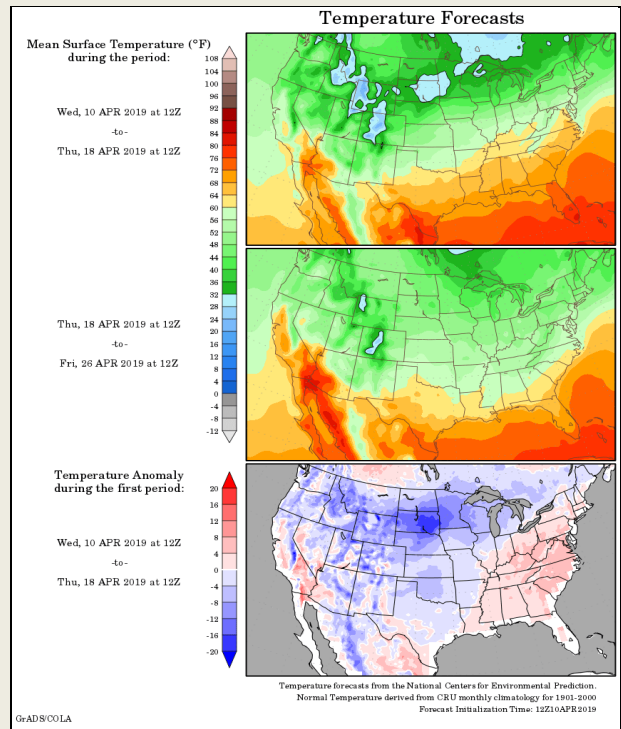 Temperature Forecasts
Mean Surface Temperature (°F)
during the period:
Wed, 10 APR 2019 at 12Z
-to-
Thu, 18 APR 2019 at 12Z
108
104
100
96
92
88
84
80
76
72
68
64
60
56
52
48
44
40
36
32
28
24
20
16
12
8
4
0
-4
-8
-12
Thu, 18 APR 2019 at 12Z
-to-
Fri, 26 APR 2019 at 12Z
Temperature Anomaly
during the first period:
Wed, 10 APR 2019 at 12Z
-to-
Thu, 18 APR 2019 at 12Z
20
16
12
8
4
0
-4
-8
-12
-16
-20
Temperature forecasts from the National Centers for Environmental Prediction.
Normal Temperature derived from CRU monthly climatology for 1901-2000
Forecast Initialization Time: 12Z10APR2019
GrADS/COLA